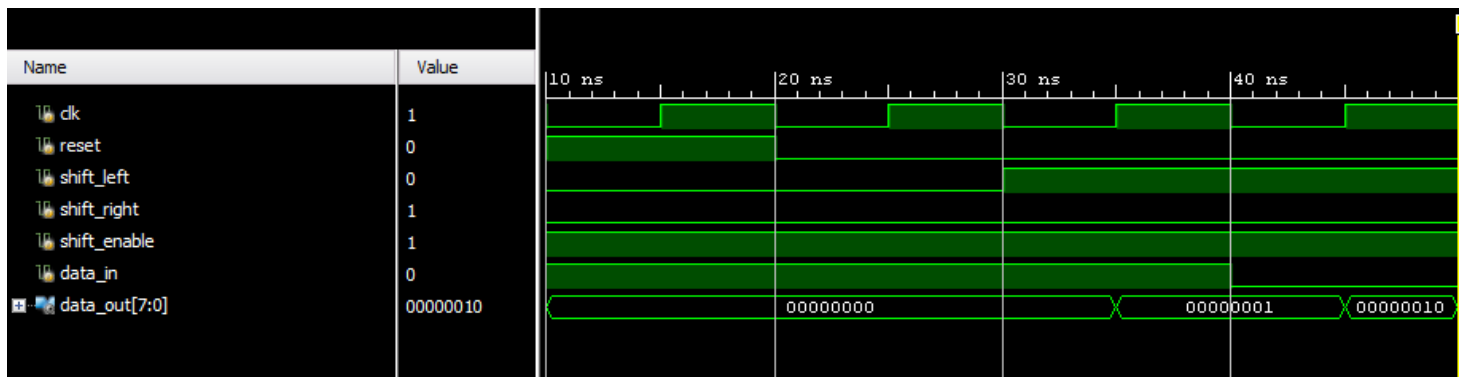 Name Value
10 ns 20 ns 30 ns 40 ns
clk 1
reset 0
shift_left 0
shift_right 1
shift_enable 1
data_in 0
data_out[7:0] 00000010 00000000 00000001 00000010